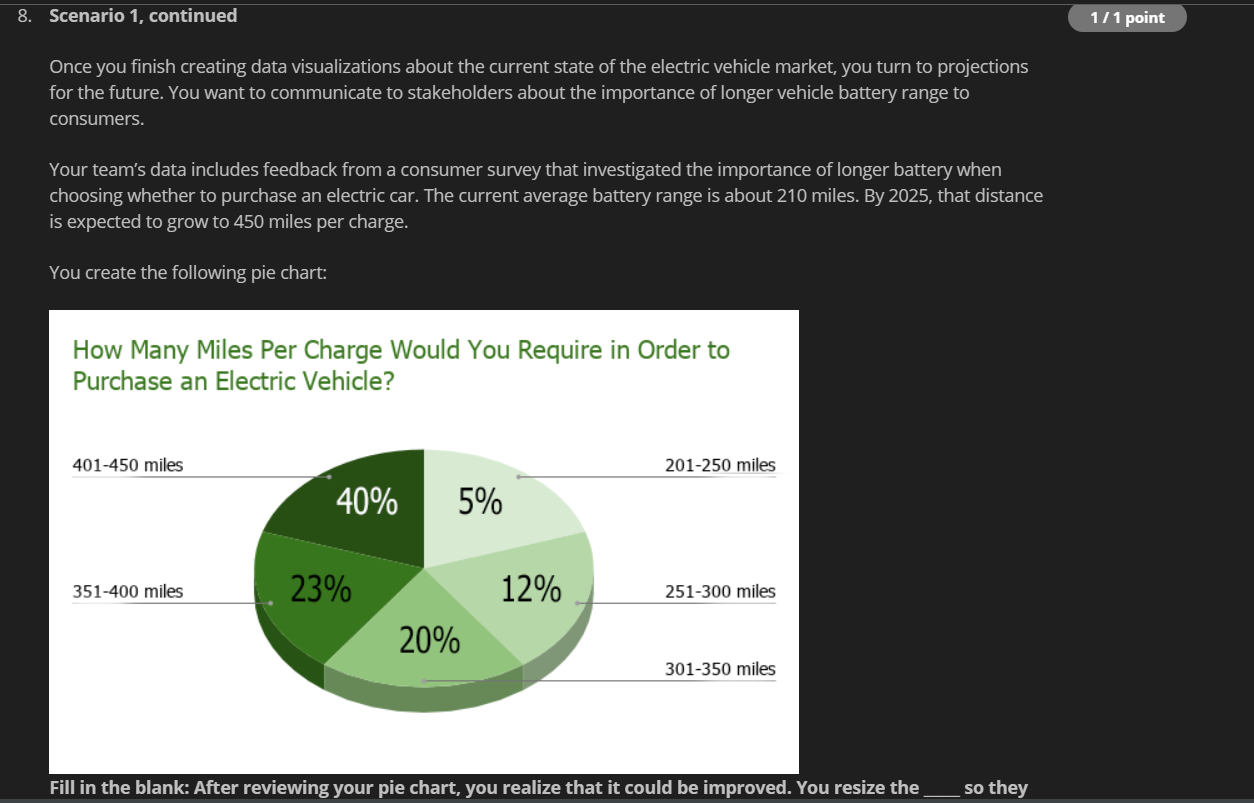 8. Scenario 1, continued
1 / 1 point
Once you finish creating data visualizations about the current state of the electric vehicle market, you turn to projections
for the future. You want to communicate to stakeholders about the importance of longer vehicle battery range to
consumers.
Your team’s data includes feedback from a consumer survey that investigated the importance of longer battery when
choosing whether to purchase an electric car. The current average battery range is about 210 miles. By 2025, that distance
is expected to grow to 450 miles per charge.
You create the following pie chart:
How Many Miles Per Charge Would You Require in Order to
Purchase an Electric Vehicle?
401-450 miles
201-250 miles
40%
5%
351-400 miles
23%
12%
251-300 miles
20%
301-350 miles
Fill in the blank: After reviewing your pie chart, you realize that it could be improved. You resize the ____ so they